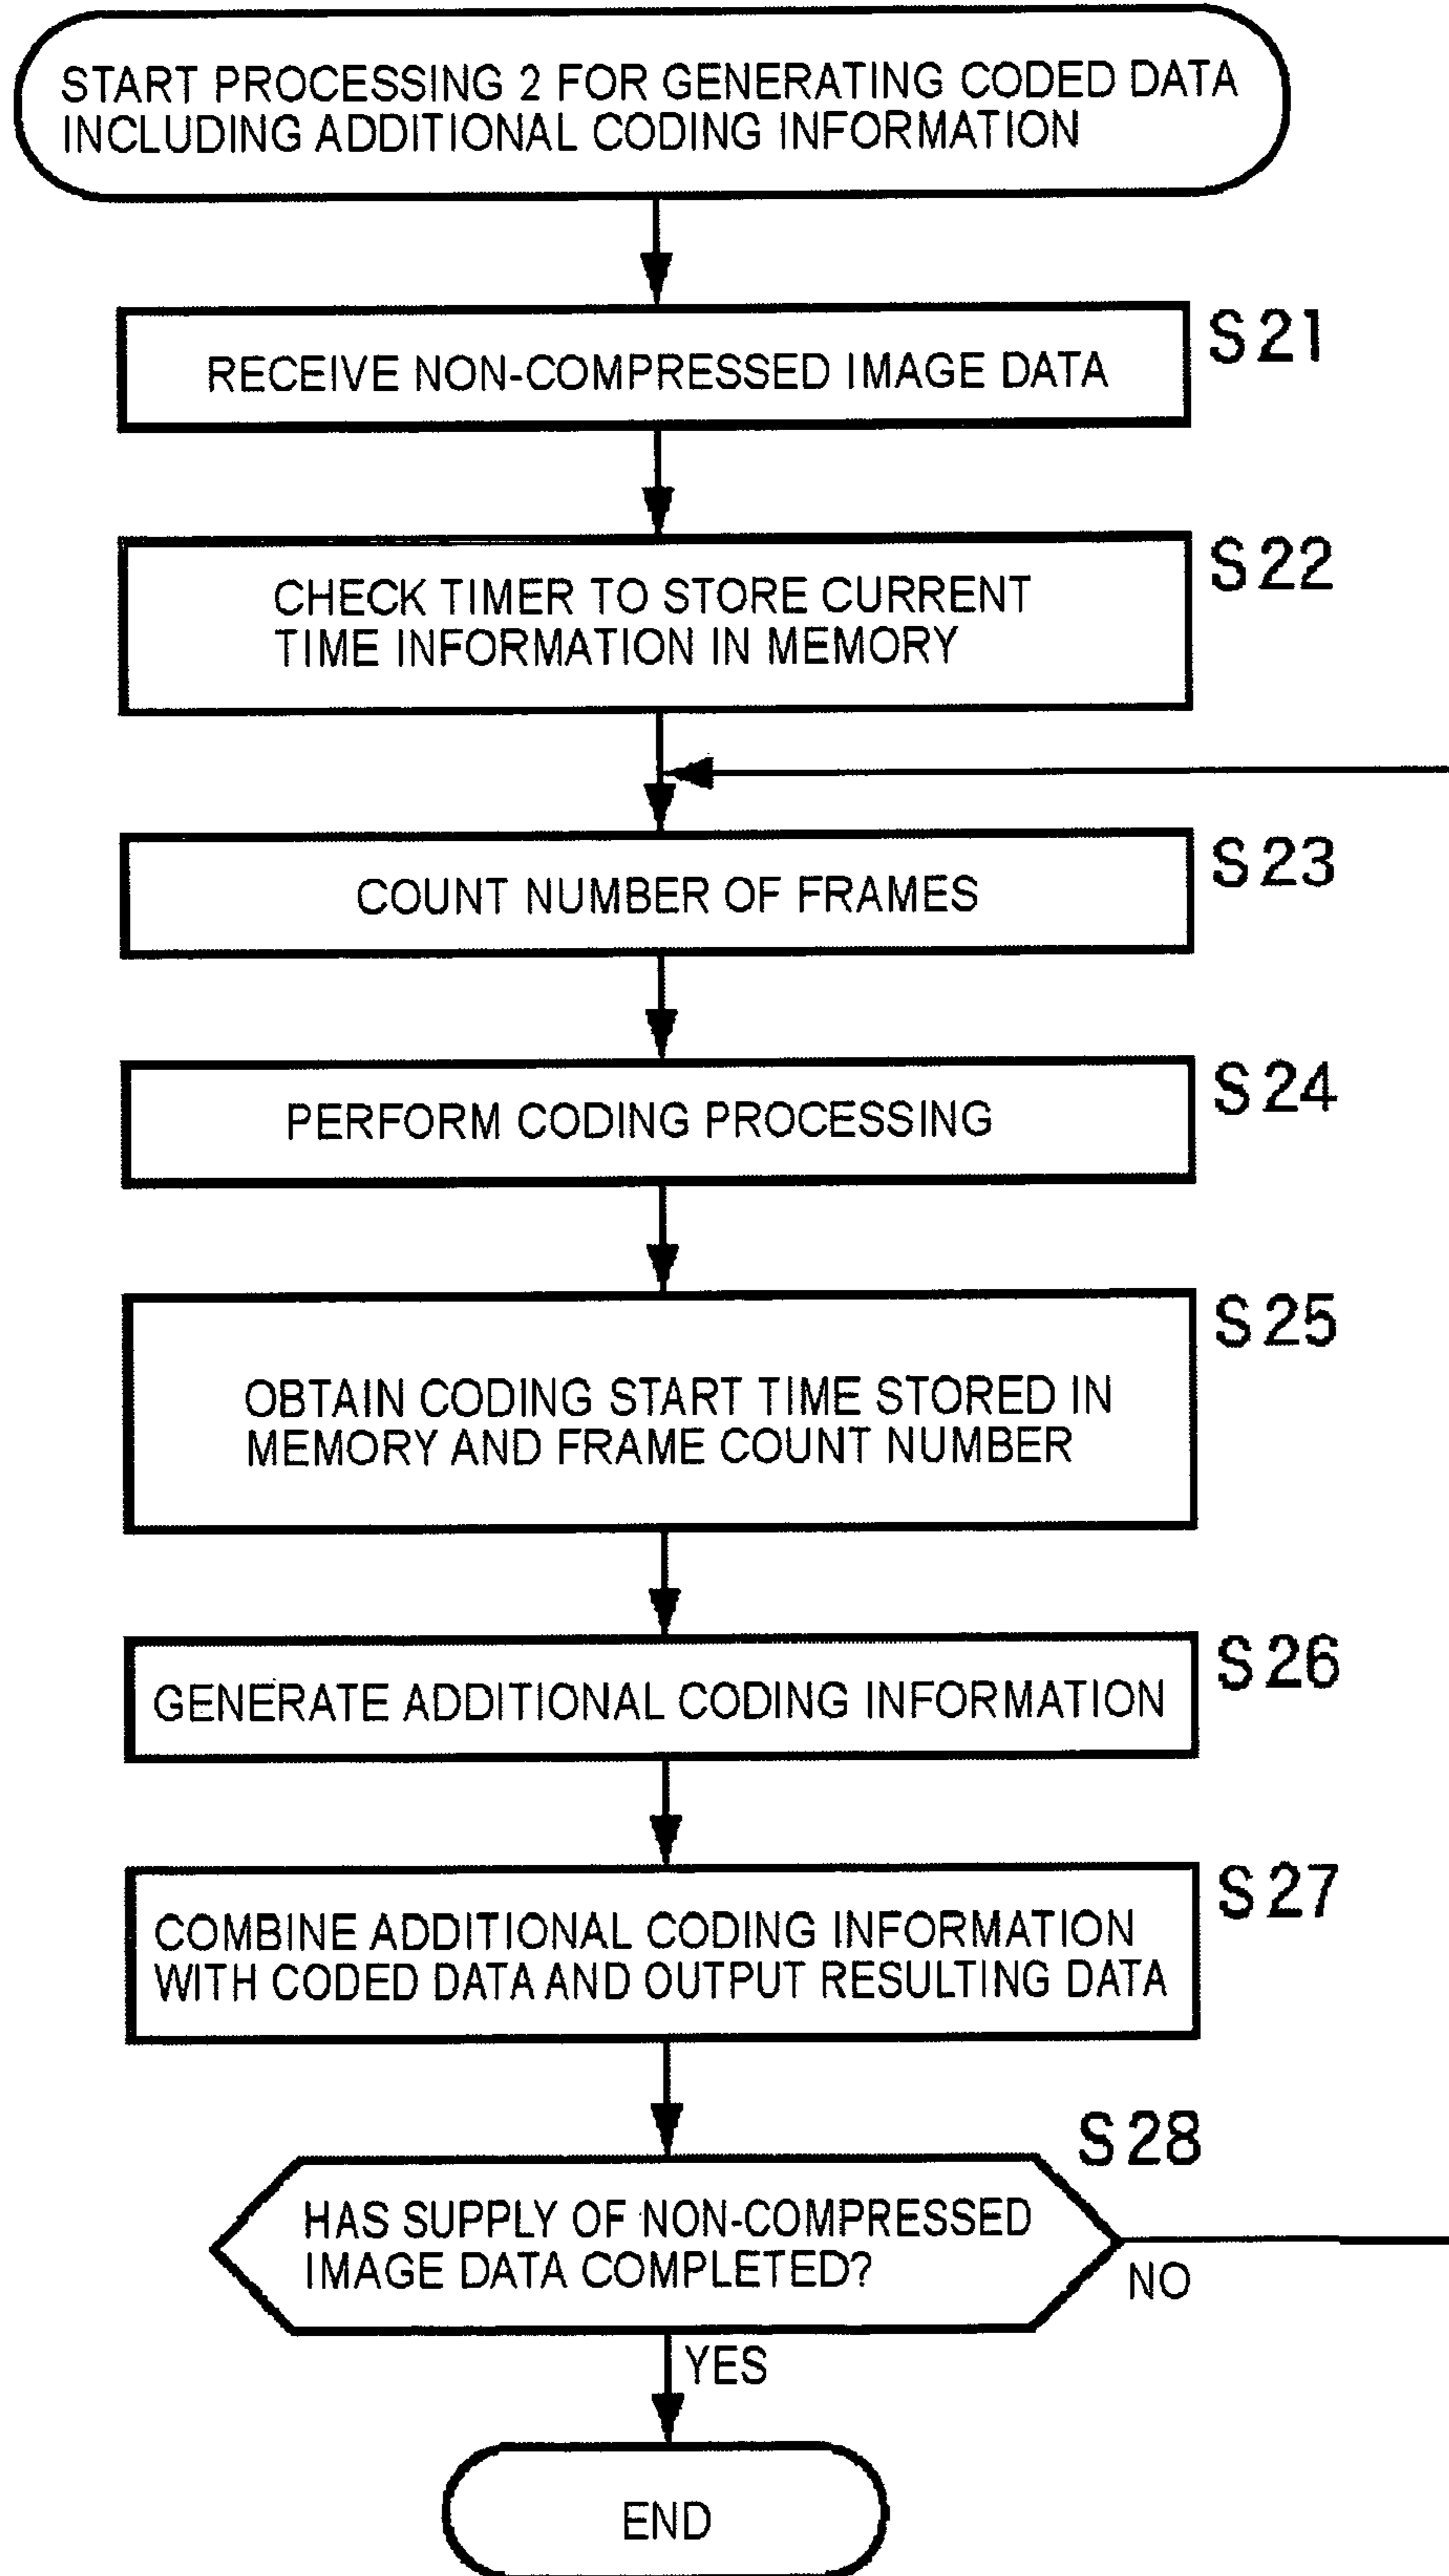 START PROCESSING 2 FOR GENERATING CODED DATA
INCLUDING ADDITIONAL CODING INFORMATION
S21
RECEIVE NON-COMPRESSED IMAGE DATA
S22
CHECK TIMER TO STORE CURRENT
TIME INFORMATION IN MEMORY
S23
COUNT NUMBER OF FRAMES
S24
PERFORM CODING PROCESSING
S25
OBTAIN CODING START TIME STORED IN
MEMORY AND FRAME COUNT NUMBER
S26
GENERATE ADDITIONAL CODING INFORMATION
S27
COMBINE ADDITIONAL CODING INFORMATION
WITH CODED DATA AND OUTPUT RESULTING DATA
S28
HAS SUPPLY OF NON-COMPRESSED
IMAGE DATA COMPLETED?
NO
YES
END